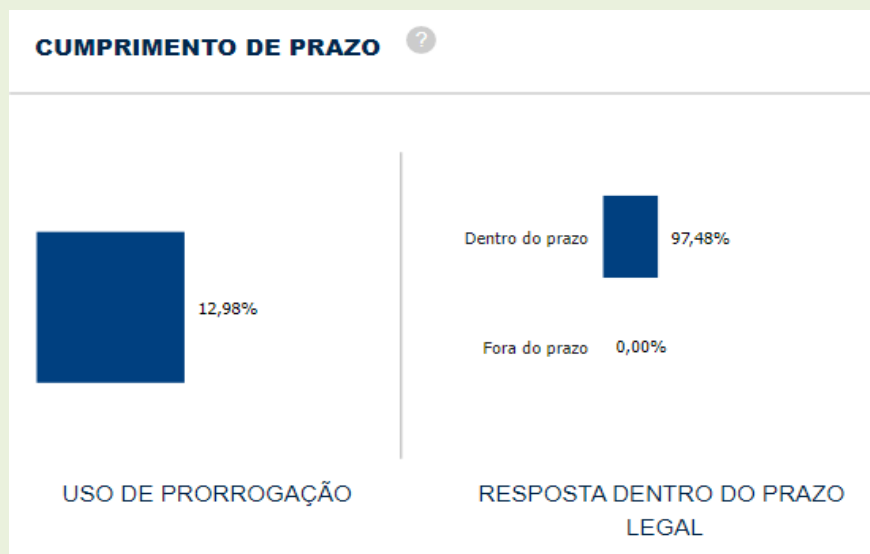 CUMPRIMENTO DE PRAZO ?
12,98%
USO DE PRORROGAÇÃO
Dentro do prazo 97,48%
Fora do prazo 0,00%
RESPOSTA DENTRO DO PRAZO
LEGAL